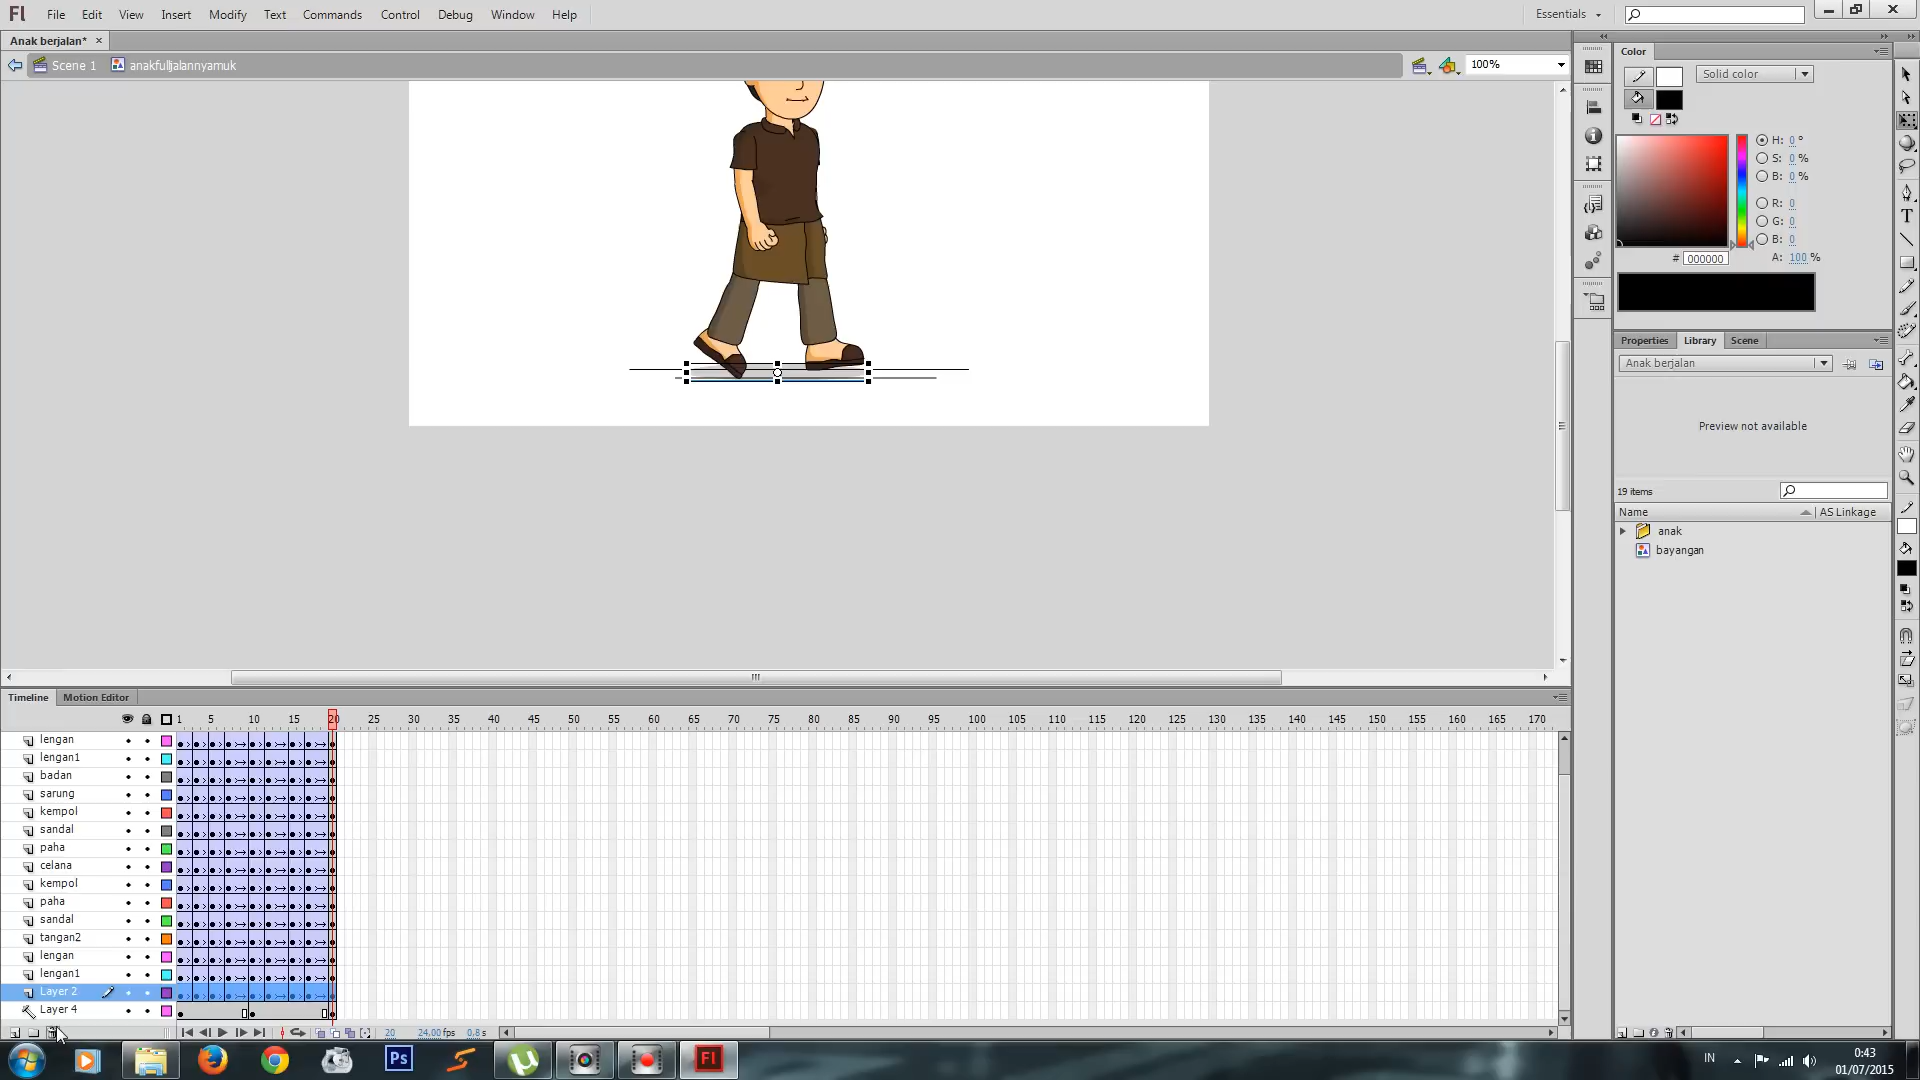 Fl File Edit View Insert Modify Text Commands Control Debug Window Help Essentials
Anak berjalan* ×
Scene 1 100%
Color
Solid color
H: 0 °
S: 0 %
B: 0 %
R: 0
G: 0
B: 0
# 000000 A: 100 %
Properties Library Scene
Anak berjalan
Preview not available
19 items
Name AS Linkage
anak
bayangan
Timeline Motion Editor
1 5 10 15 20 25 30 35 40 45 50 55 60 65 70 75 80 85 90 95 100 105 110 115 120 125 130 135 140 145 150 155 160 165 170
lengan
lengan1
badan
sarung
kempol
sandal
paha
celana
kempol
paha
sandal
tangan2
lengan
lengan1
Layer 2
Layer 4
20 24.00 fps 0.8 s
Ps Fl IN 0:43
01/07/2015